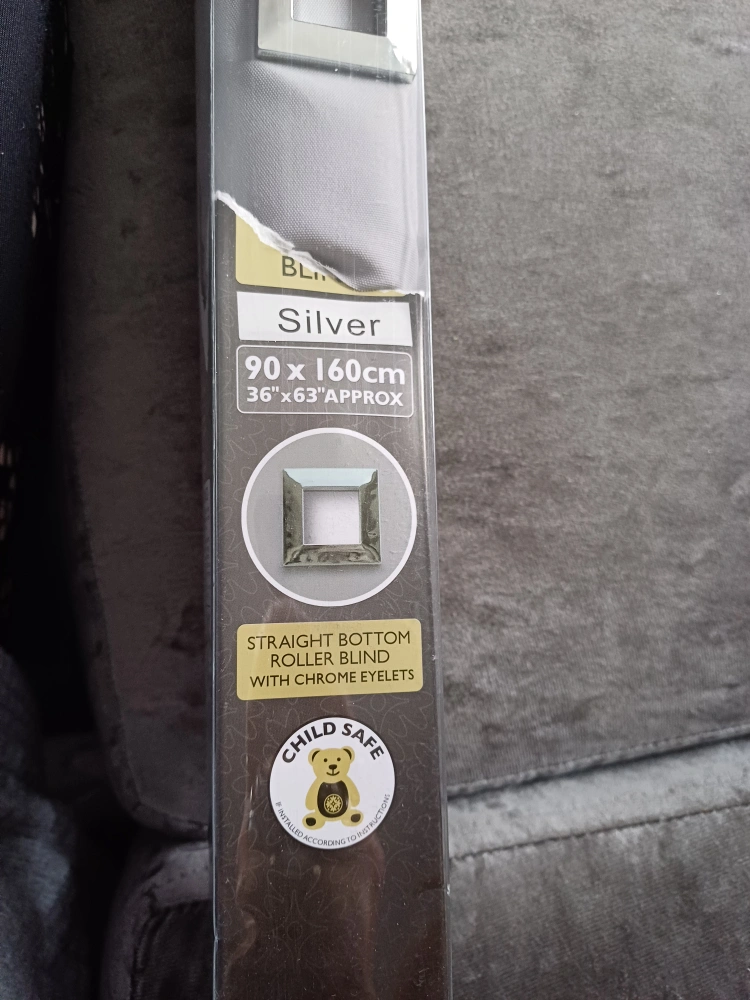 Silver
90 x 160cm
36"x63"APPROX
STRAIGHT BOTTOM
ROLLER BLIND
WITH CHROME EYELETS
CHILD SAFE
IF INSTALLED ACCORDING TO INSTRUCTIONS